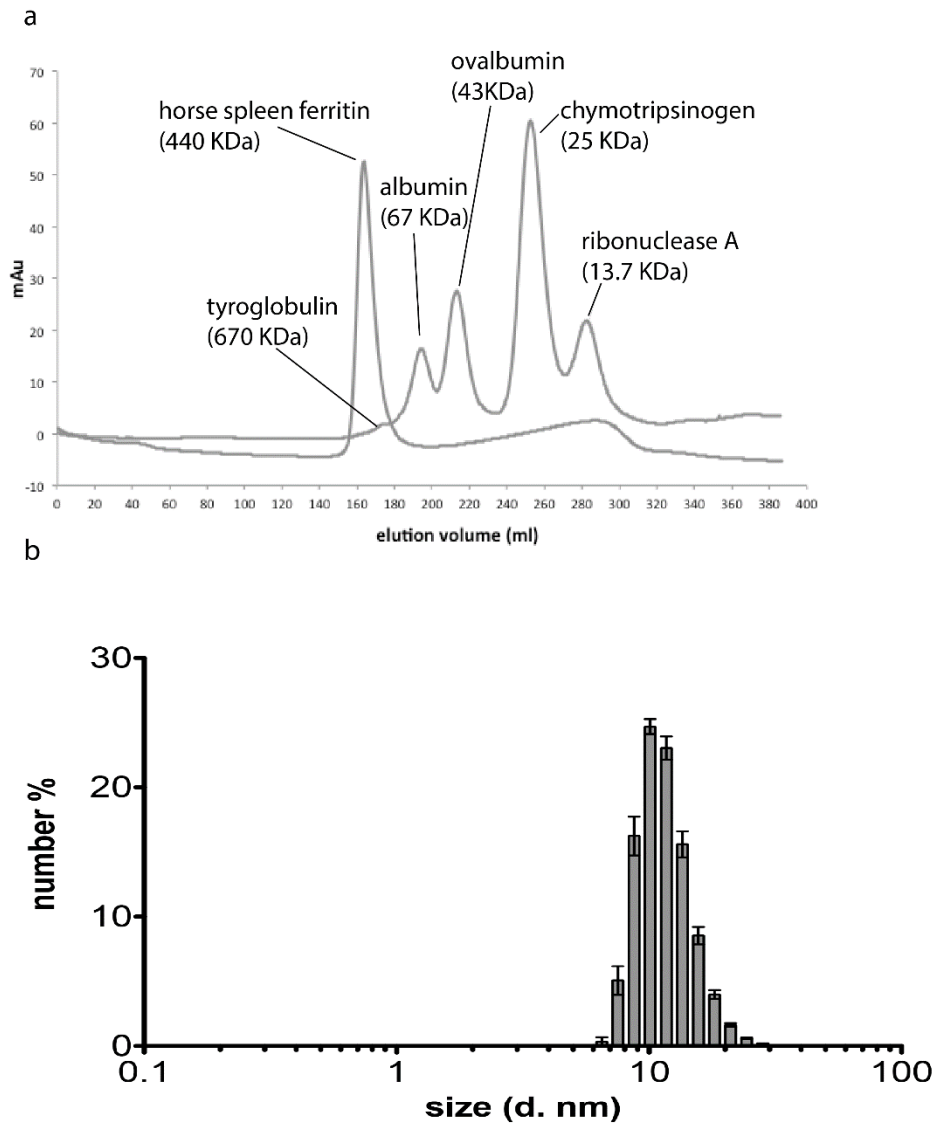 a
ovalbumin
(43KDa)
horse spleen ferritin
(440 KDa)
chymotripsinogen
(25 KDa)
albumin
(67 KDa)
ribonuclease A
(13.7 KDa)
tyroglobulin
(670 KDa)
mAu
70
60
50
40
30
20
10
0
-10
0 20 40 60 80 100 120 140 160 180 200 220 240 260 280 300 320 340 360 380 400
elution volume (ml)
b
number %
30
20
10
0
0.1 1 10 100
size (d. nm)